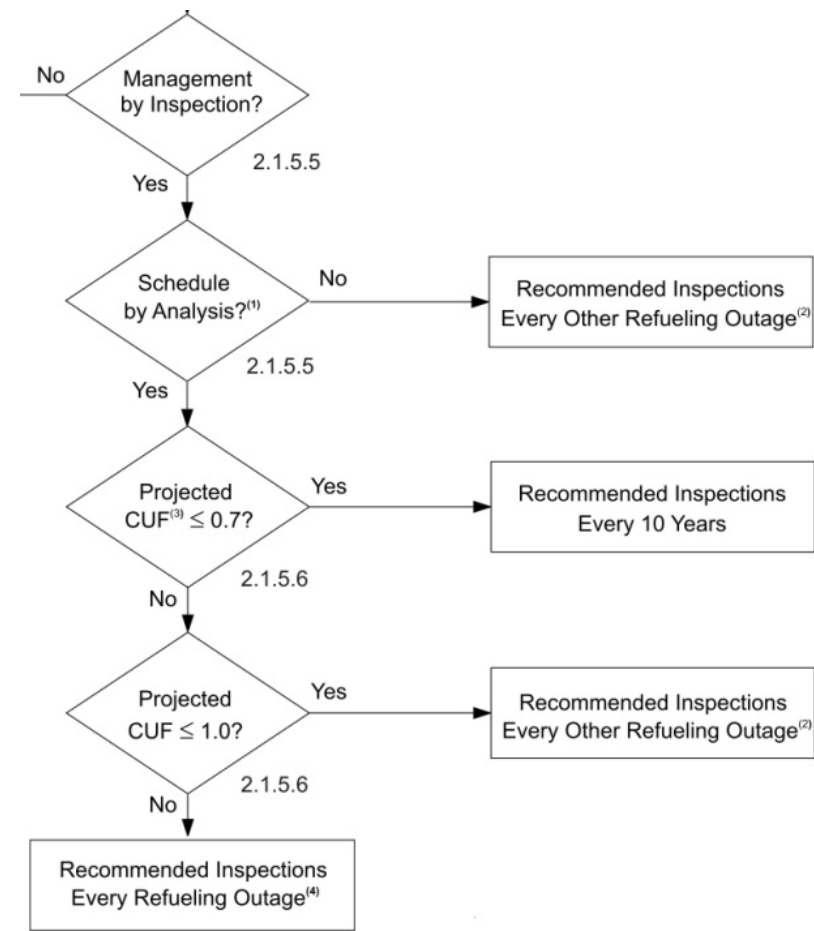 No
Management
by Inspection?
2.1.5.5
Yes
Schedule
by Analysis?(1)
No
Recommended Inspections
Every Other Refueling Outage(2)
2.1.5.5
Yes
Projected
CUF(3) ≤ 0.7?
Yes
Recommended Inspections
Every 10 Years
2.1.5.6
No
Projected
CUF ≤ 1.0?
Yes
Recommended Inspections
Every Other Refueling Outage(2)
2.1.5.6
No
Recommended Inspections
Every Refueling Outage(4)